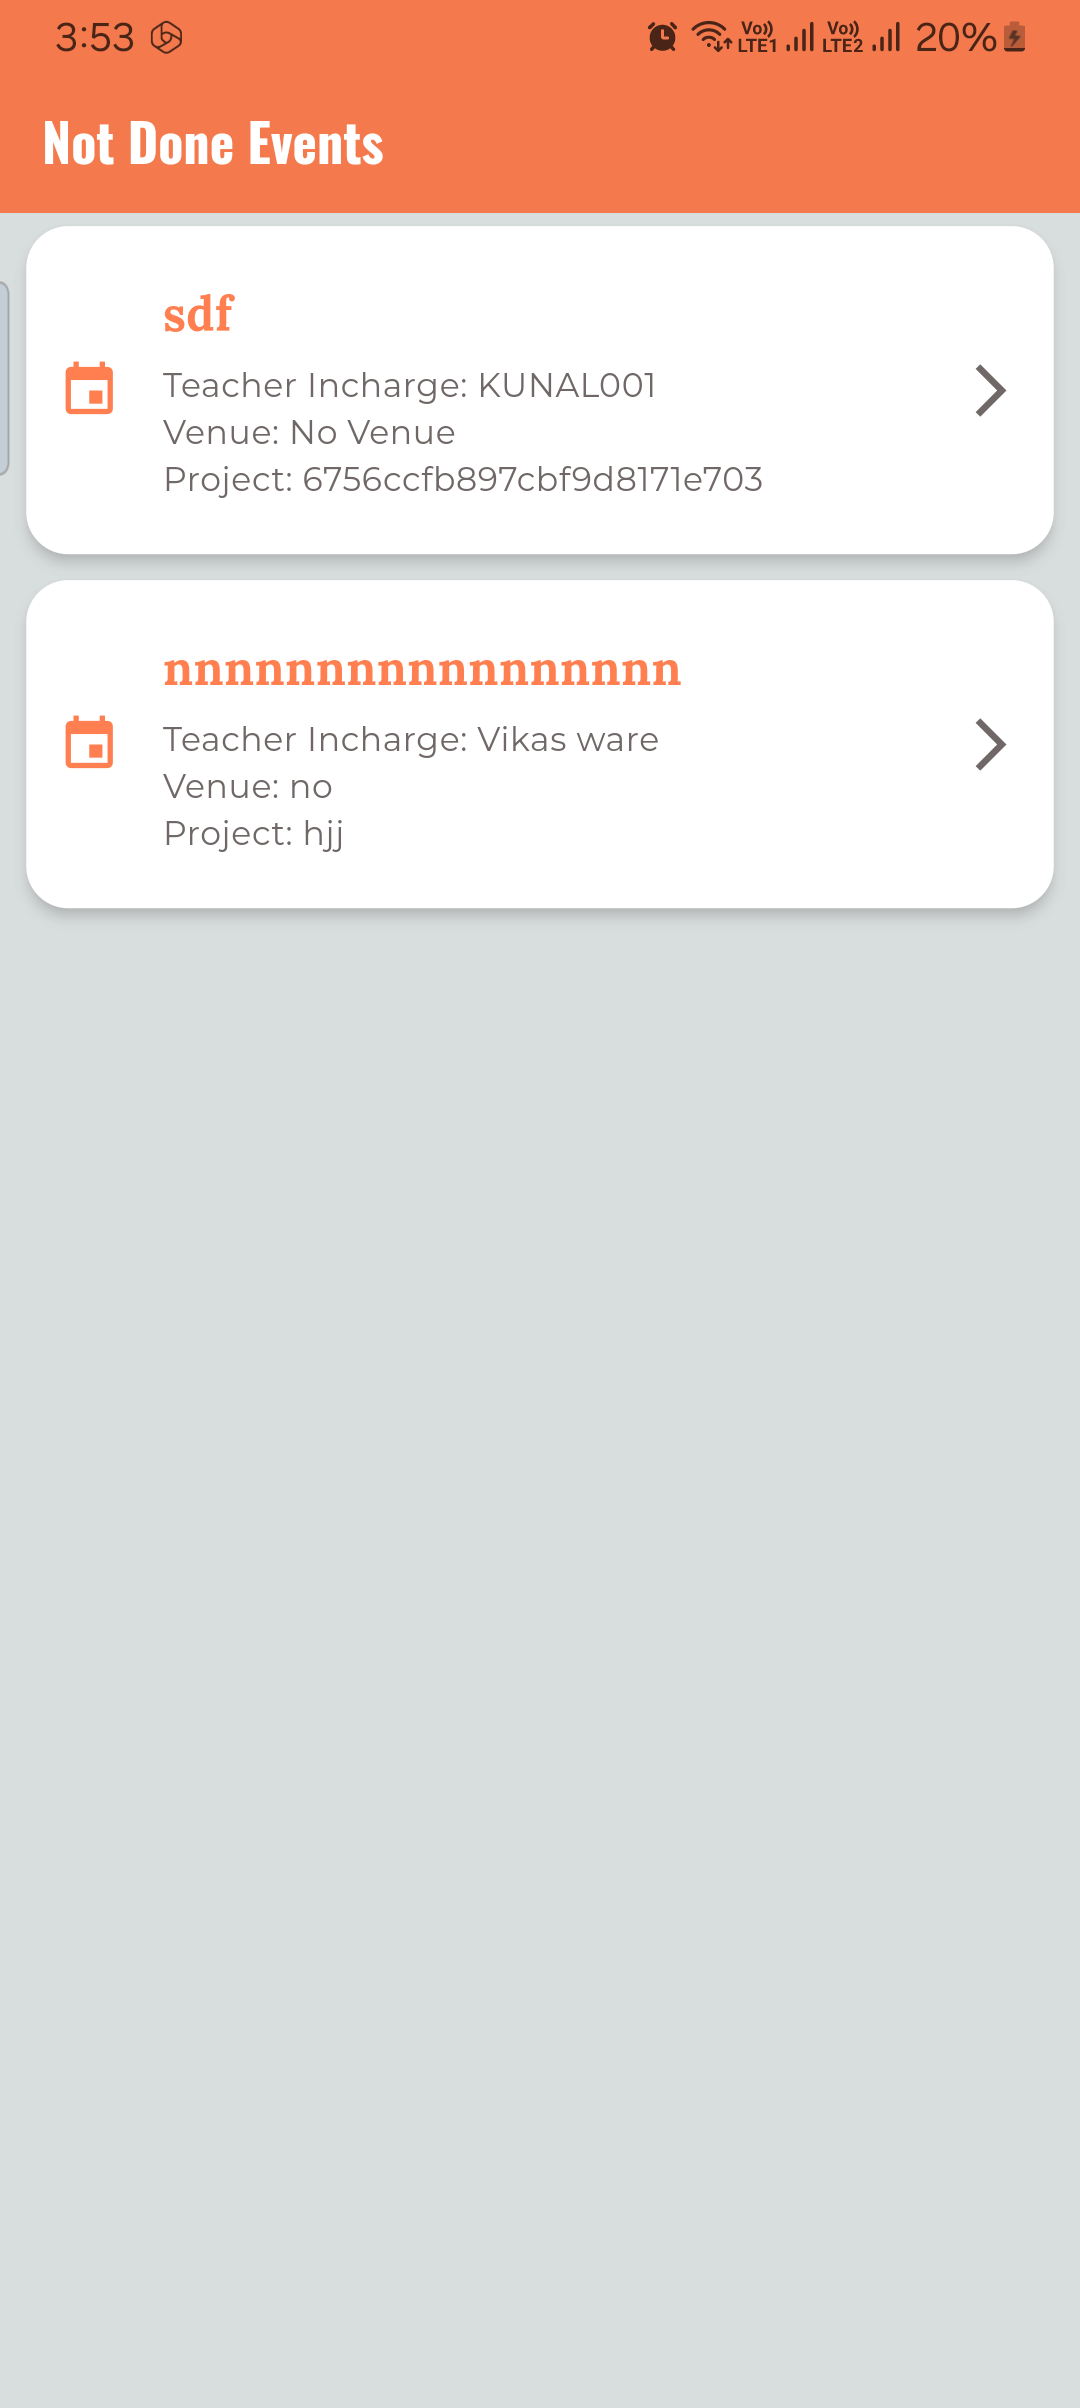 3:53
Vo)) LTE1 Vo)) LTE2 20%
Not Done Events
sdf
Teacher Incharge: KUNAL001
Venue: No Venue
Project: 6756ccfb897cbf9d8171e703
nnnnnnnnnnnnnnnnn
Teacher Incharge: Vikas ware
Venue: no
Project: hjj